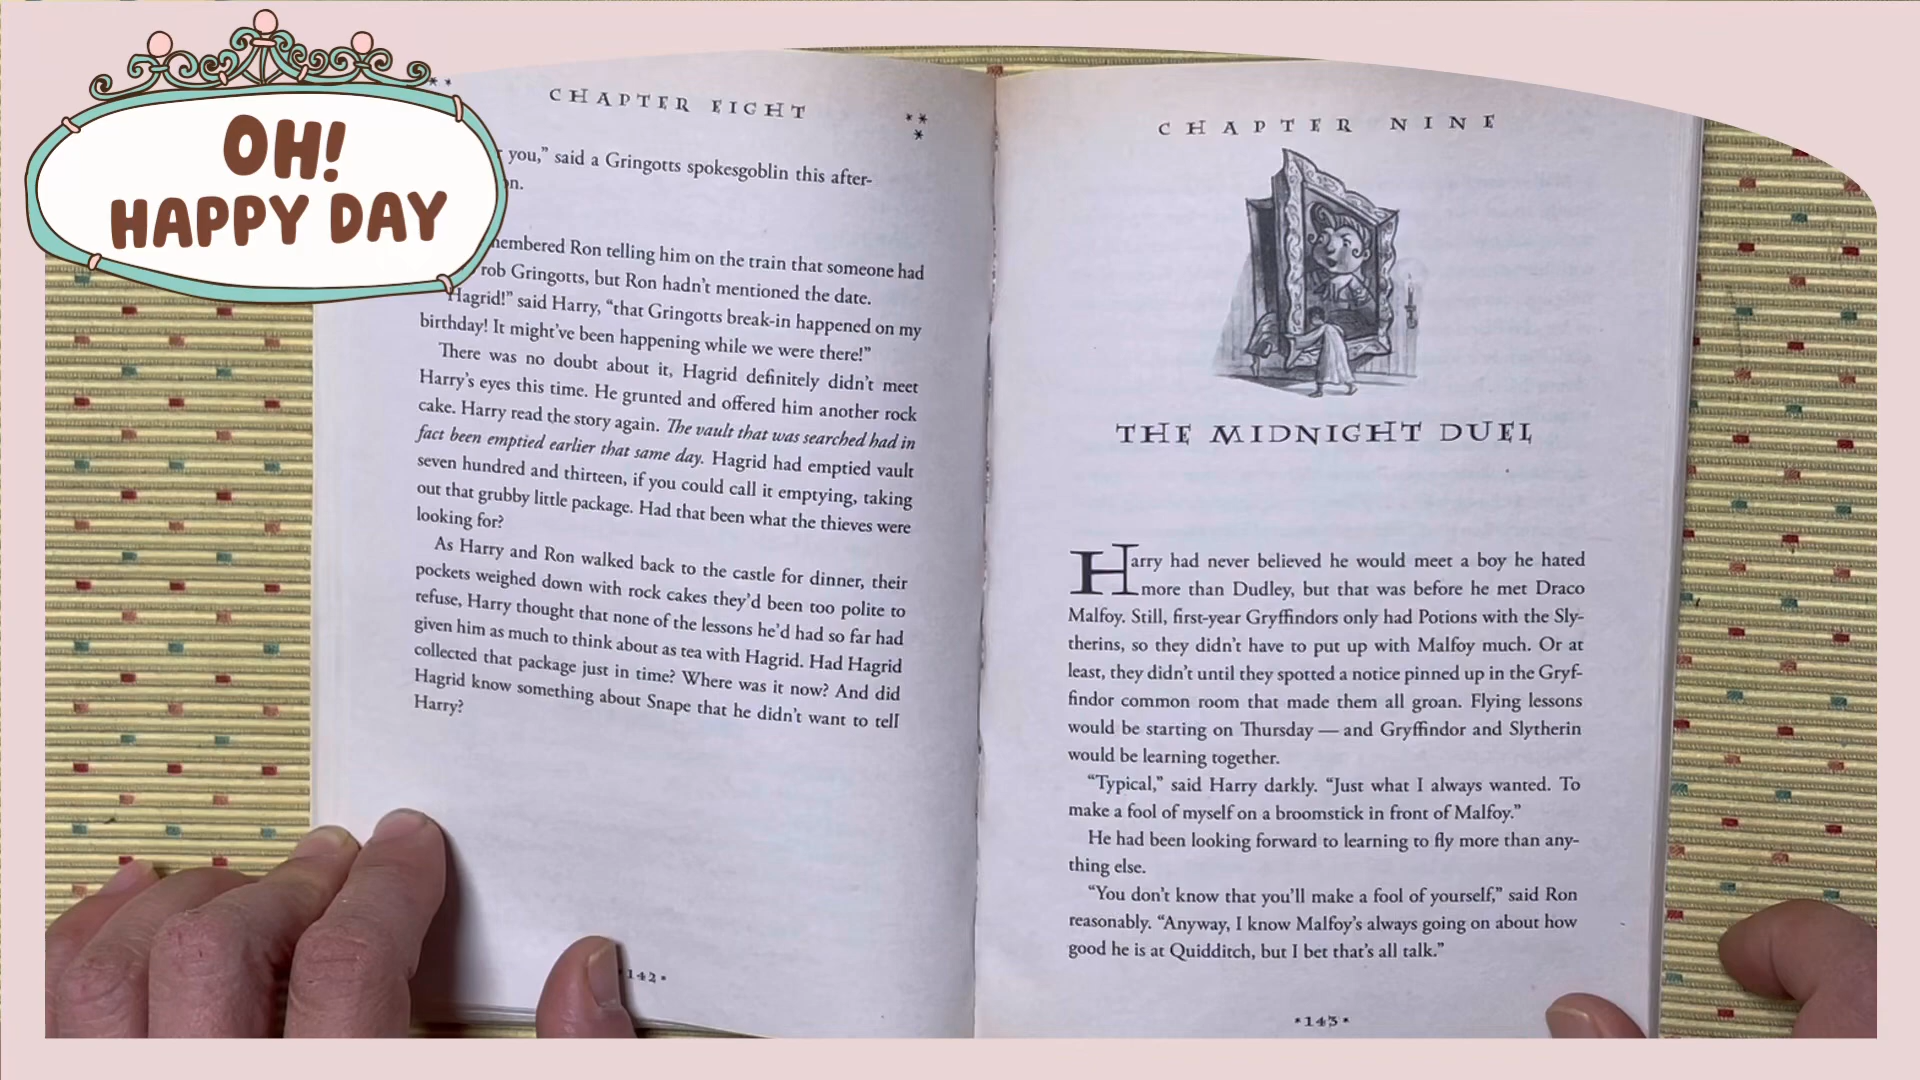 OH!
HAPPY DAY
CHAPTER EIGHT
you,” said a Gringotts spokesgoblin this after-
Ron telling him on the train that someone had
rob Gringotts, but Ron hadn’t mentioned the date.
Hagrid!” said Harry, “that Gringotts break-in happened on my
birthday! It might’ve been happening while we were there!”
There was no doubt about it, Hagrid definitely didn’t meet
Harry’s eyes this time. He grunted and offered him another rock
cake. Harry read the story again. The vault that was searched had in
fact been emptied earlier that same day. Hagrid had emptied vault
seven hundred and thirteen, if you could call it emptying, taking
out that grubby little package. Had that been what the thieves were
looking for?
As Harry and Ron walked back to the castle for dinner, their
pockets weighed down with rock cakes they’d been too polite to
refuse, Harry thought that none of the lessons he’d had so far had
given him as much to think about as tea with Hagrid. Had Hagrid
collected that package just in time? Where was it now? And did
Hagrid know something about Snape that he didn’t want to tell
Harry?
142
CHAPTER NINE
THE MIDNIGHT DUEL
Harry had never believed he would meet a boy he hated
more than Dudley, but that was before he met Draco
Malfoy. Still, first-year Gryffindors only had Potions with the Sly-
therins, so they didn’t have to put up with Malfoy much. Or at
least, they didn’t until they spotted a notice pinned up in the Gryf-
findor common room that made them all groan. Flying lessons
would be starting on Thursday — and Gryffindor and Slytherin
would be learning together.
“Typical,” said Harry darkly. “Just what I always wanted. To
make a fool of myself on a broomstick in front of Malfoy.”
He had been looking forward to learning to fly more than any-
thing else.
“You don’t know that you’ll make a fool of yourself,” said Ron
reasonably. “Anyway, I know Malfoy’s always going on about how
good he is at Quidditch, but I bet that’s all talk.”
143